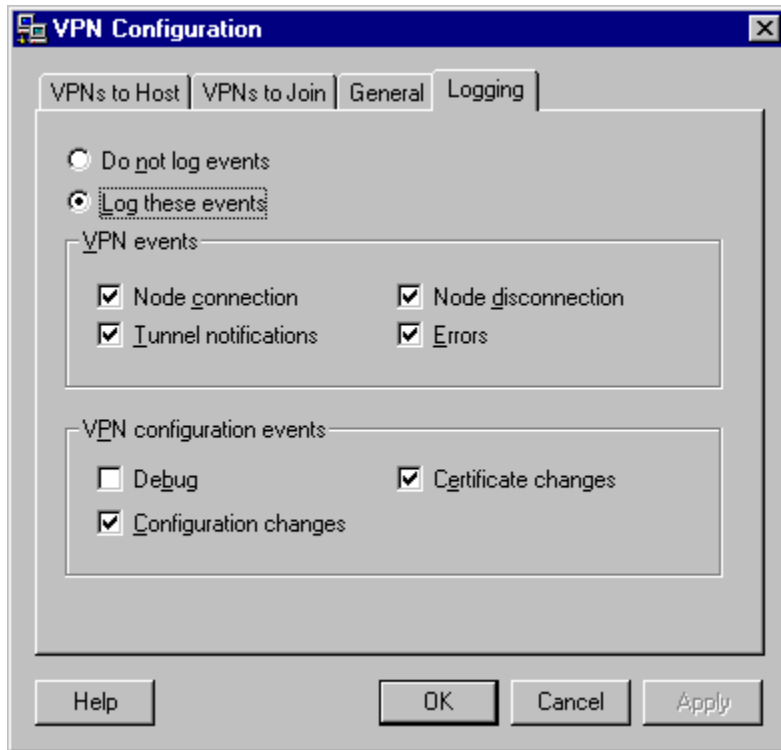 VPN Configuration
VPNs to Host VPNs to Join General Logging
Do not log events
Log these events
VPN events
Node connection Node disconnection
Tunnel notifications Errors
VPN configuration events
Debug Certificate changes
Configuration changes
Help OK Cancel Apply